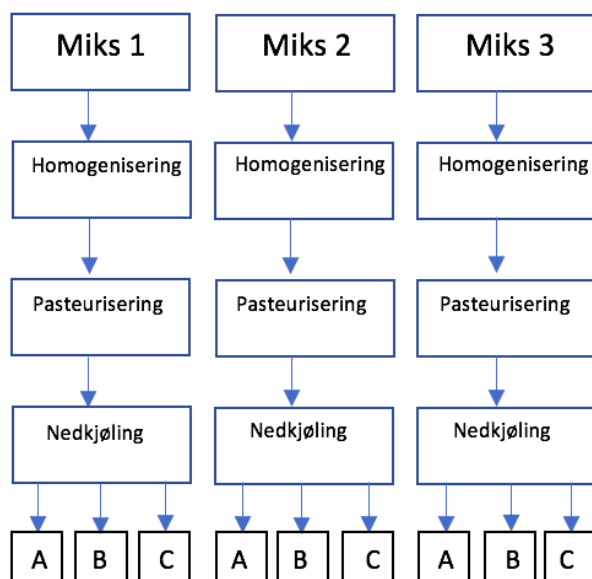 Miks 1 Miks 2 Miks 3
Homogenisering Homogenisering Homogenisering
Pasteurisering Pasteurisering Pasteurisering
Nedkjøling Nedkjøling Nedkjøling
A B C A B C A B C